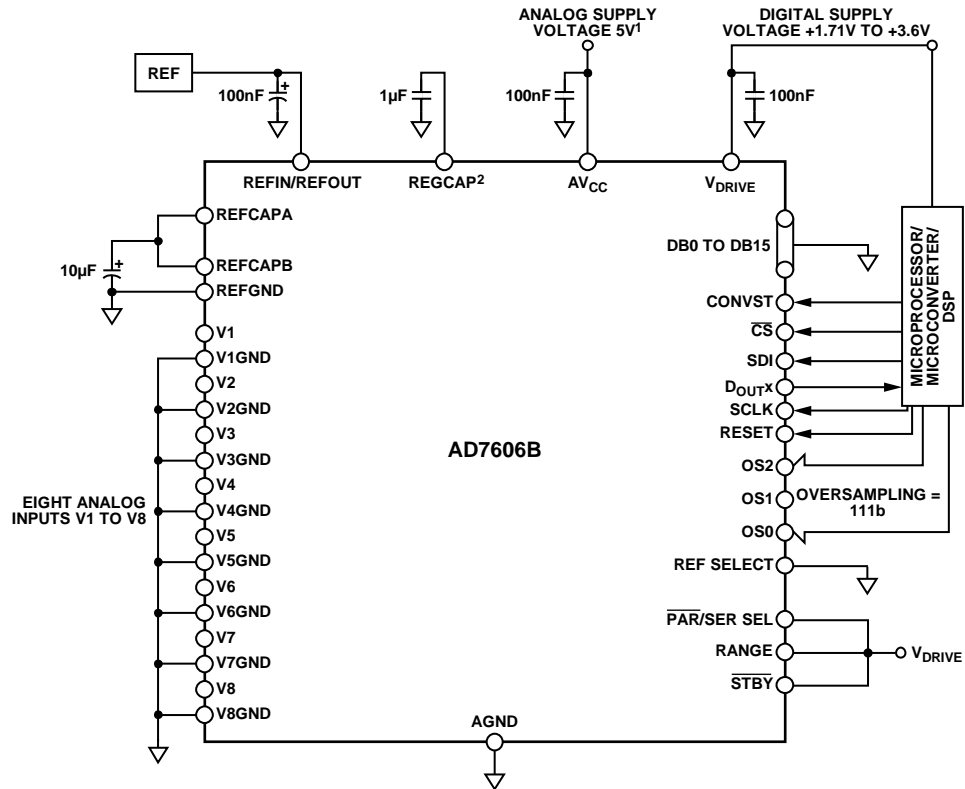 ANALOG SUPPLY
VOLTAGE 5V1
DIGITAL SUPPLY
VOLTAGE +1.71V TO +3.6V
REF
100nF
+
1µF
100nF
100nF
REFIN/REFOUT
REGCAP2
AVCC
VDRIVE
REFCAPA
REFCAPB
REFGND
10µF
+
V1
V1GND
V2
V2GND
V3
V3GND
V4
V4GND
V5
V5GND
V6
V6GND
V7
V7GND
V8
V8GND
EIGHT ANALOG
INPUTS V1 TO V8
AD7606B
AGND
DB0 TO DB15
CONVST
CS
SDI
DOUTx
SCLK
RESET
OS2
OS1
OS0
OVERSAMPLING =
111b
REF SELECT
PAR/SER SEL
RANGE
STBY
VDRIVE
MICROPROCESSOR/
MICROCONVERTER/
DSP